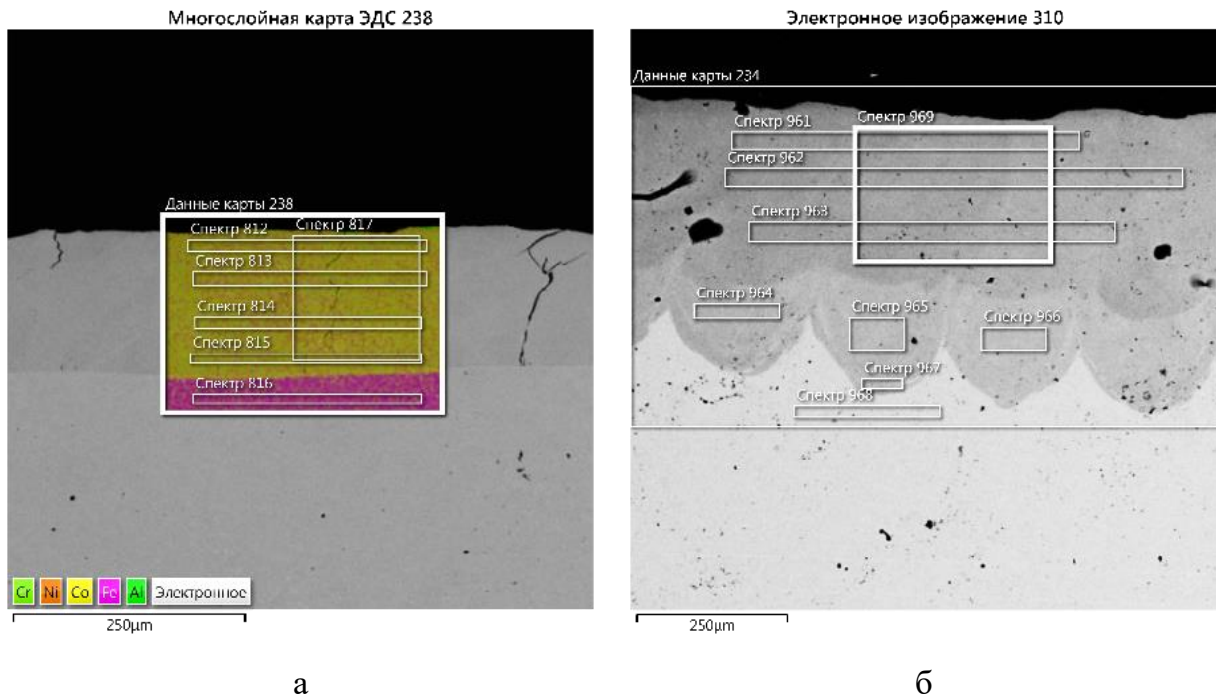 Многослойная карта ЭДС 238
Данные карты 238
Спектр 812
Спектр 817
Спектр 813
Спектр 814
Спектр 815
Спектр 816
Cr Ni Co Fe Al Электронное
250µm
а
Электронное изображение 310
Данные карты 234
Спектр 961
Спектр 969
Спектр 962
Спектр 963
Спектр 964
Спектр 965
Спектр 966
Спектр 967
Спектр 968
250µm
б